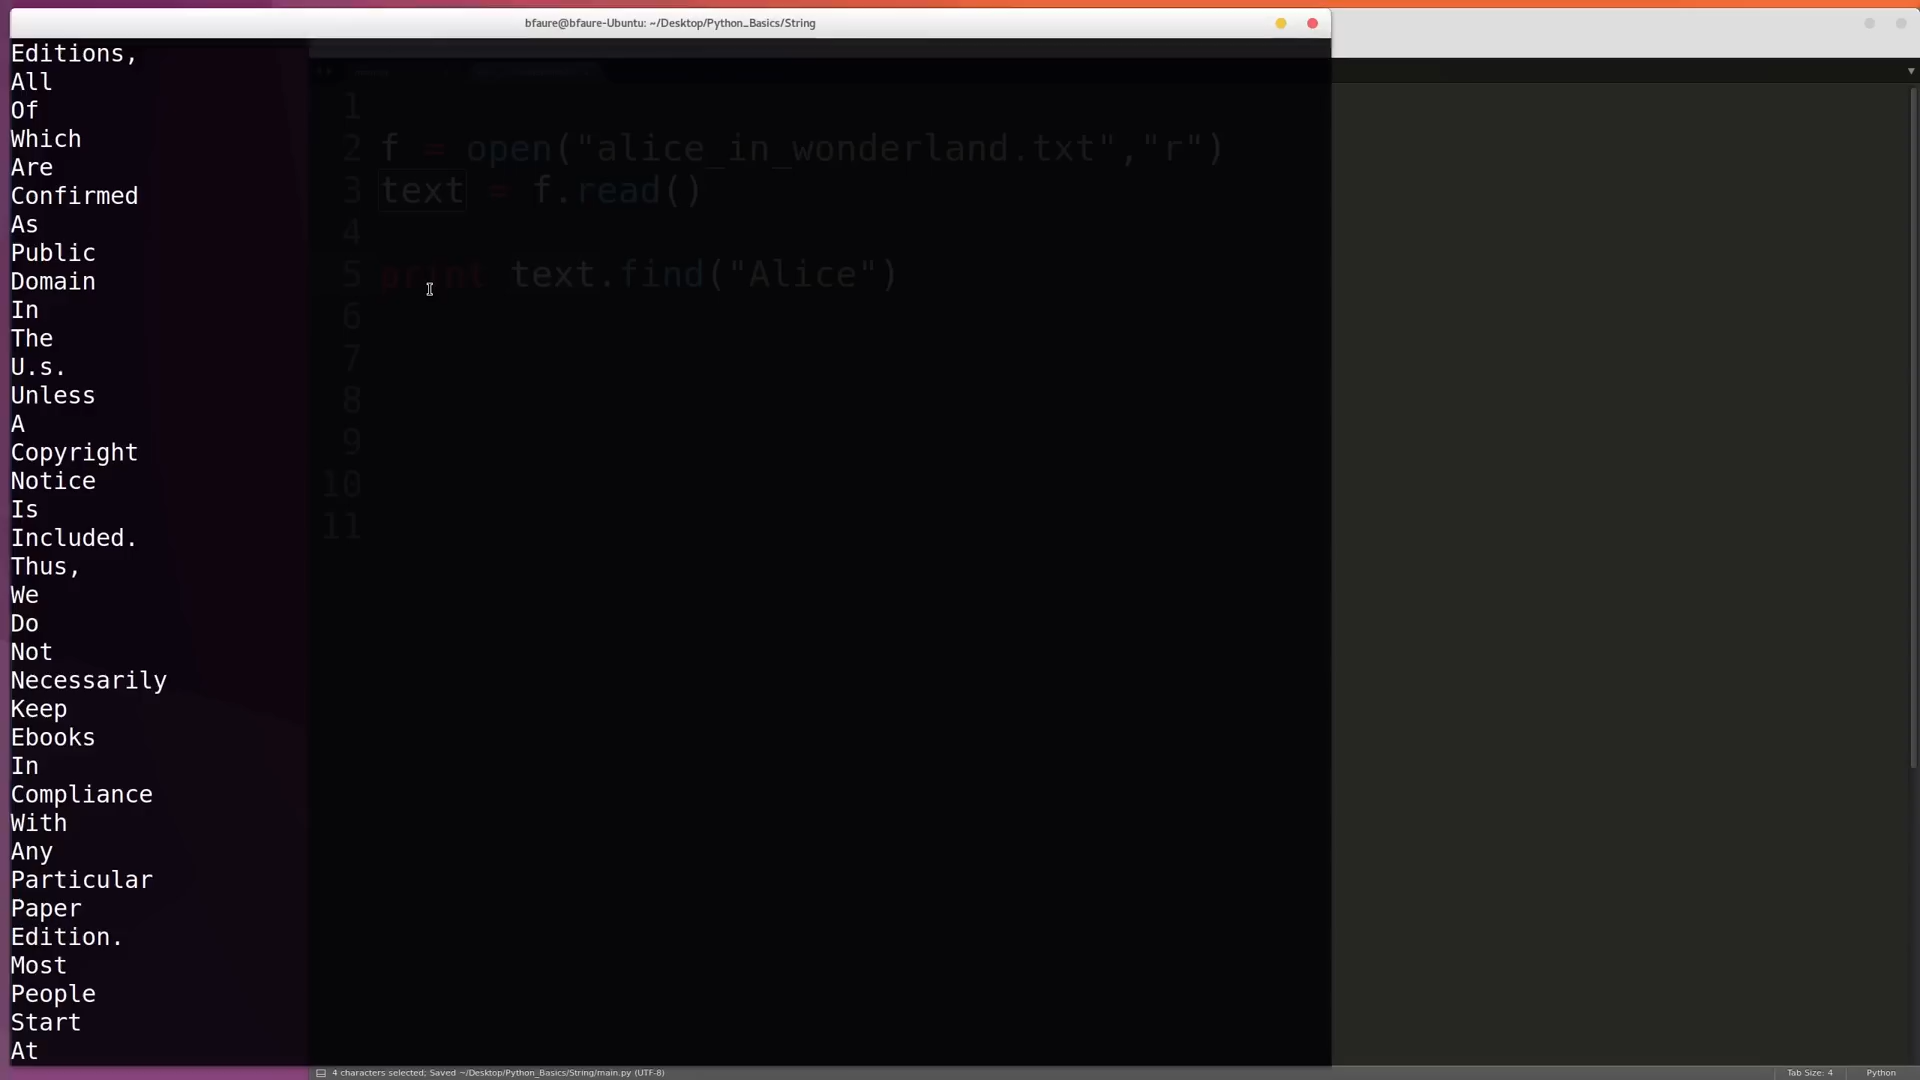 bfaure@bfaure-Ubuntu: ~/Desktop/Python_Basics/String
Editions,
All
Of
Which
Are
Confirmed
As
Public
Domain
In
The
U.s.
Unless
A
Copyright
Notice
Is
Included.
Thus,
We
Do
Not
Necessarily
Keep
Ebooks
In
Compliance
With
Any
Particular
Paper
Edition.
Most
People
Start
At
1
2 f = open("alice_in_wonderland.txt","r")
3 text = f.read()
4
5 print text.find("Alice")
6
7
8
9
10
11
4 characters selected; Saved ~/Desktop/Python_Basics/String/main.py (UTF-8)
Tab Size: 4
Python